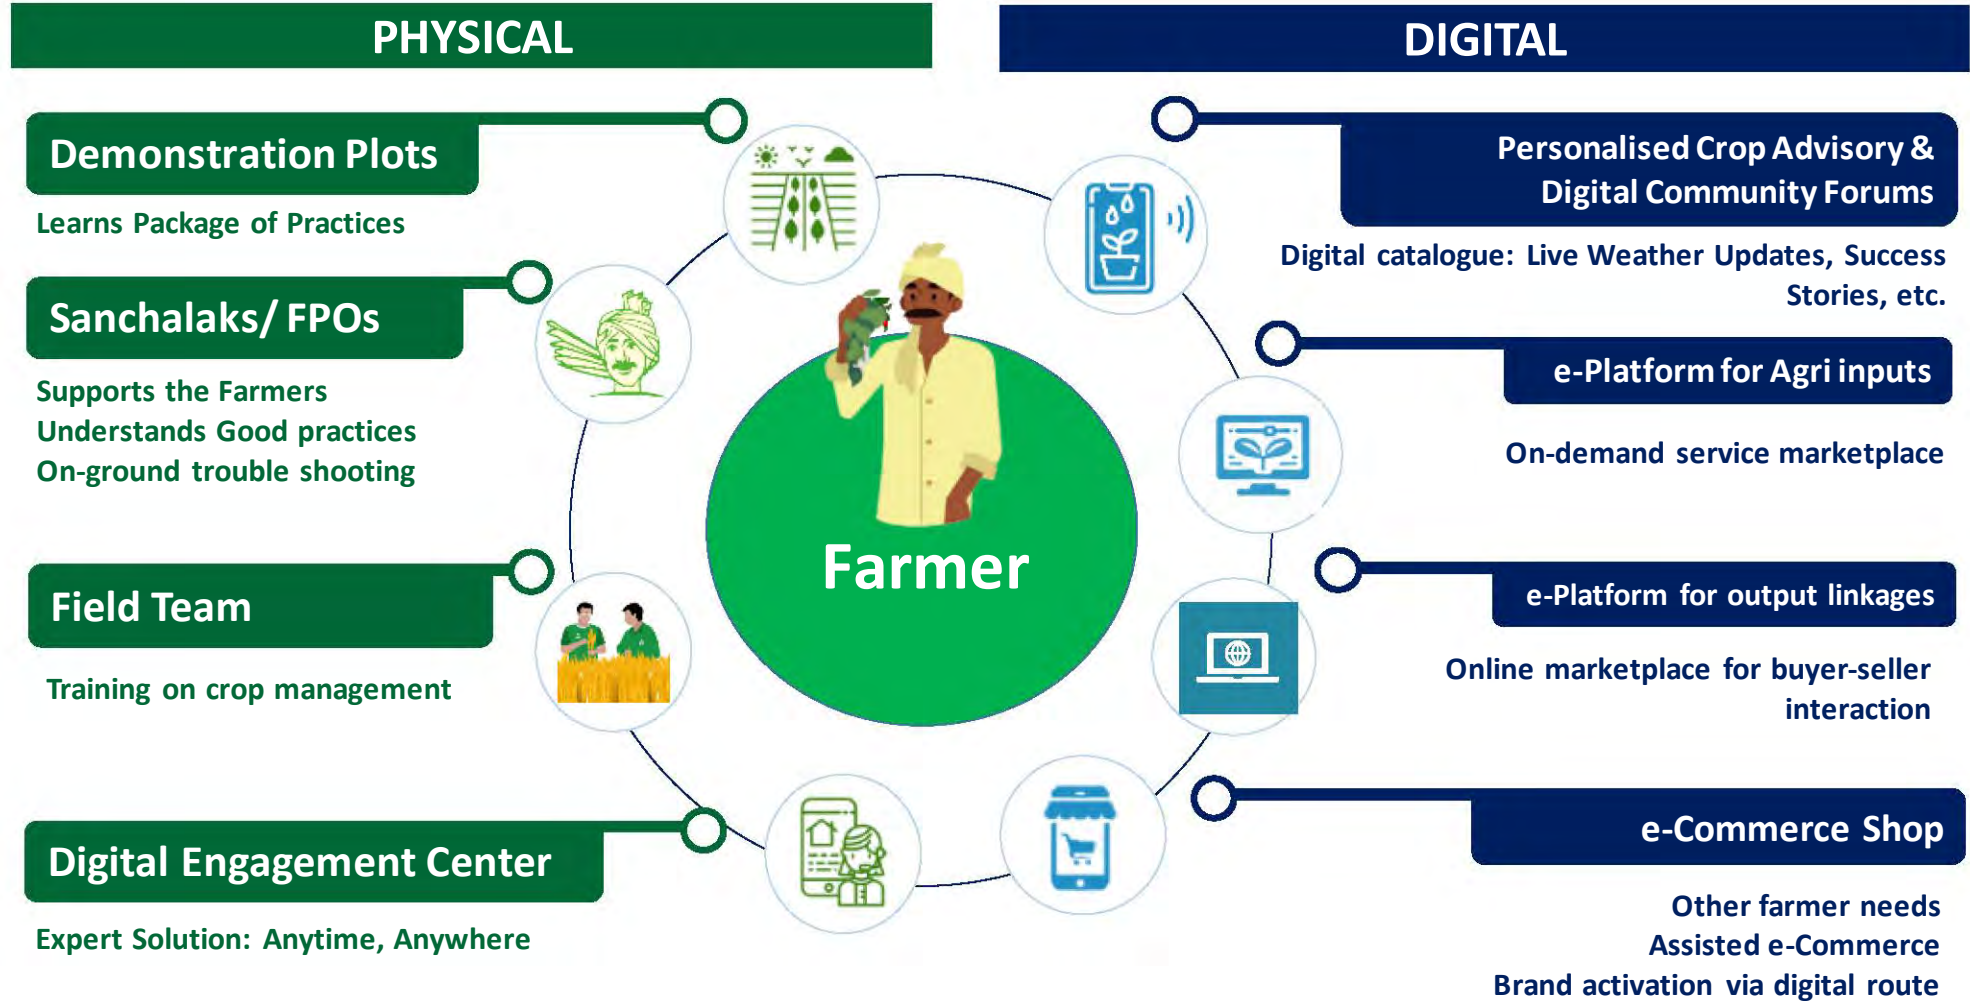 PHYSICAL
Demonstration Plots
Learns Package of Practices
Sanchalaks/ FPOs
Supports the Farmers
Understands Good practices
On-ground trouble shooting
Field Team
Training on crop management
Digital Engagement Center
Expert Solution: Anytime, Anywhere
Farmer
DIGITAL
Personalised Crop Advisory &
Digital Community Forums
Digital catalogue: Live Weather Updates, Success
Stories, etc.
e-Platform for Agri inputs
On-demand service marketplace
e-Platform for output linkages
Online marketplace for buyer-seller
interaction
e-Commerce Shop
Other farmer needs
Assisted e-Commerce
Brand activation via digital route